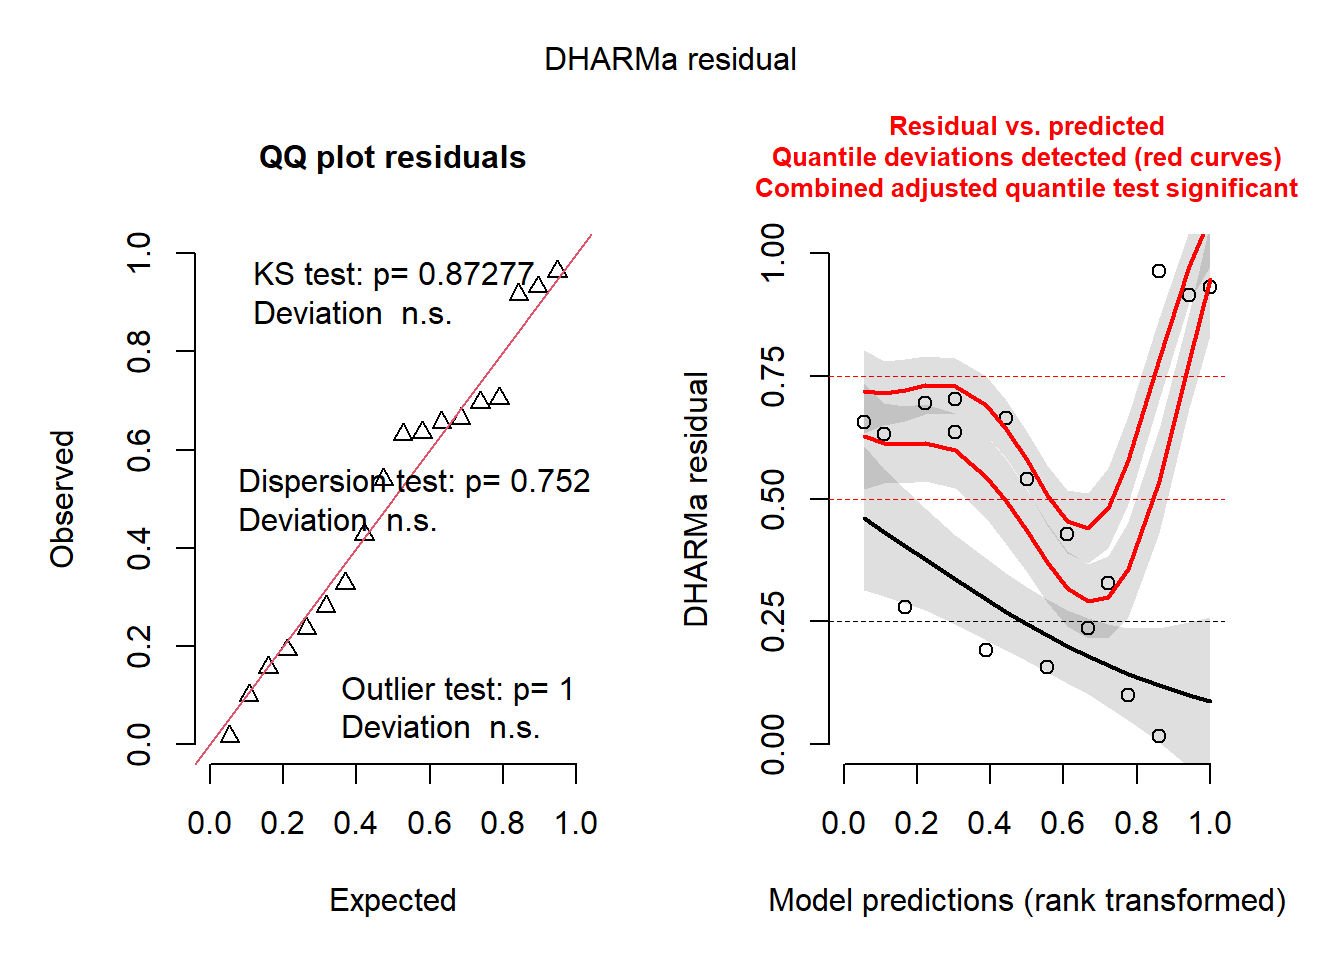 DHARMa residual
QQ plot residuals
KS test: p= 0.87277
Deviation  n.s.
Dispersion test: p= 0.752
Deviation  n.s.
Outlier test: p= 1
Deviation  n.s.
Observed
0.0 0.2 0.4 0.6 0.8 1.0
0.0 0.2 0.4 0.6 0.8 1.0
Expected
Residual vs. predicted
Quantile deviations detected (red curves)
Combined adjusted quantile test significant
DHARMa residual
0.00 0.25 0.50 0.75 1.00
0.0 0.2 0.4 0.6 0.8 1.0
Model predictions (rank transformed)